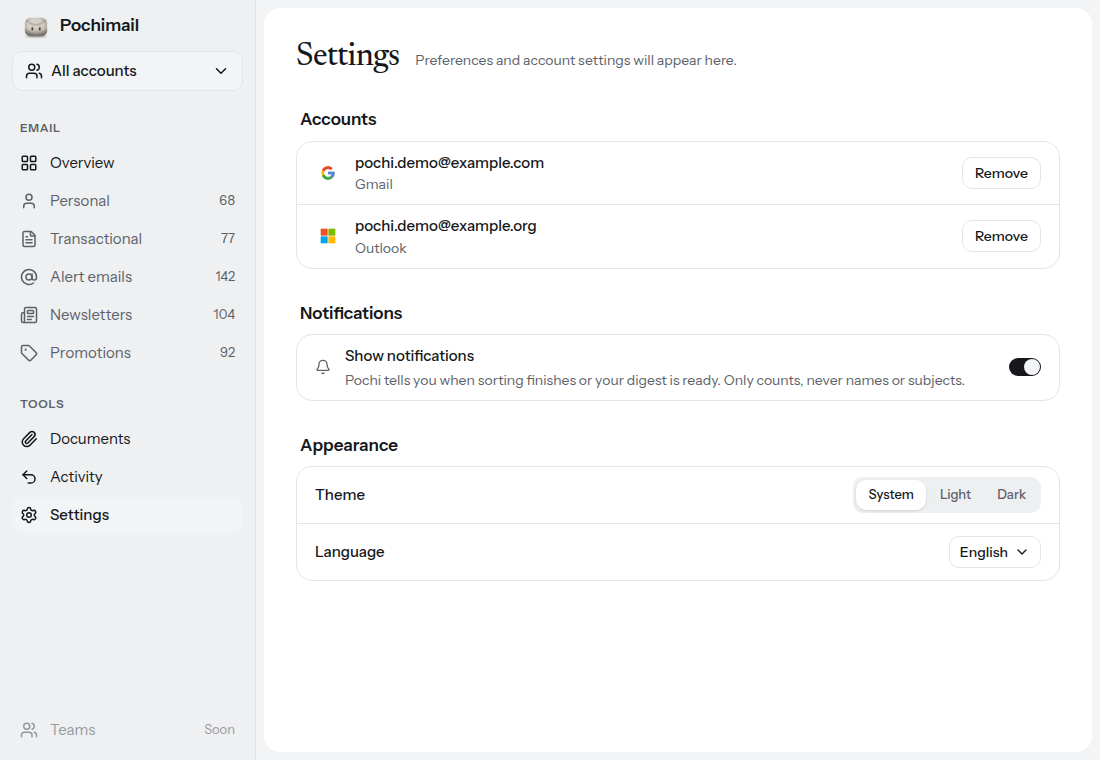 Pochimail
All accounts
EMAIL
Overview
Personal 68
Transactional 77
Alert emails 142
Newsletters 104
Promotions 92
TOOLS
Documents
Activity
Settings
Teams Soon
Settings Preferences and account settings will appear here.
Accounts
pochi.demo@example.com
Gmail
Remove
pochi.demo@example.org
Outlook
Remove
Notifications
Show notifications
Pochi tells you when sorting finishes or your digest is ready. Only counts, never names or subjects.
Appearance
Theme System Light Dark
Language English